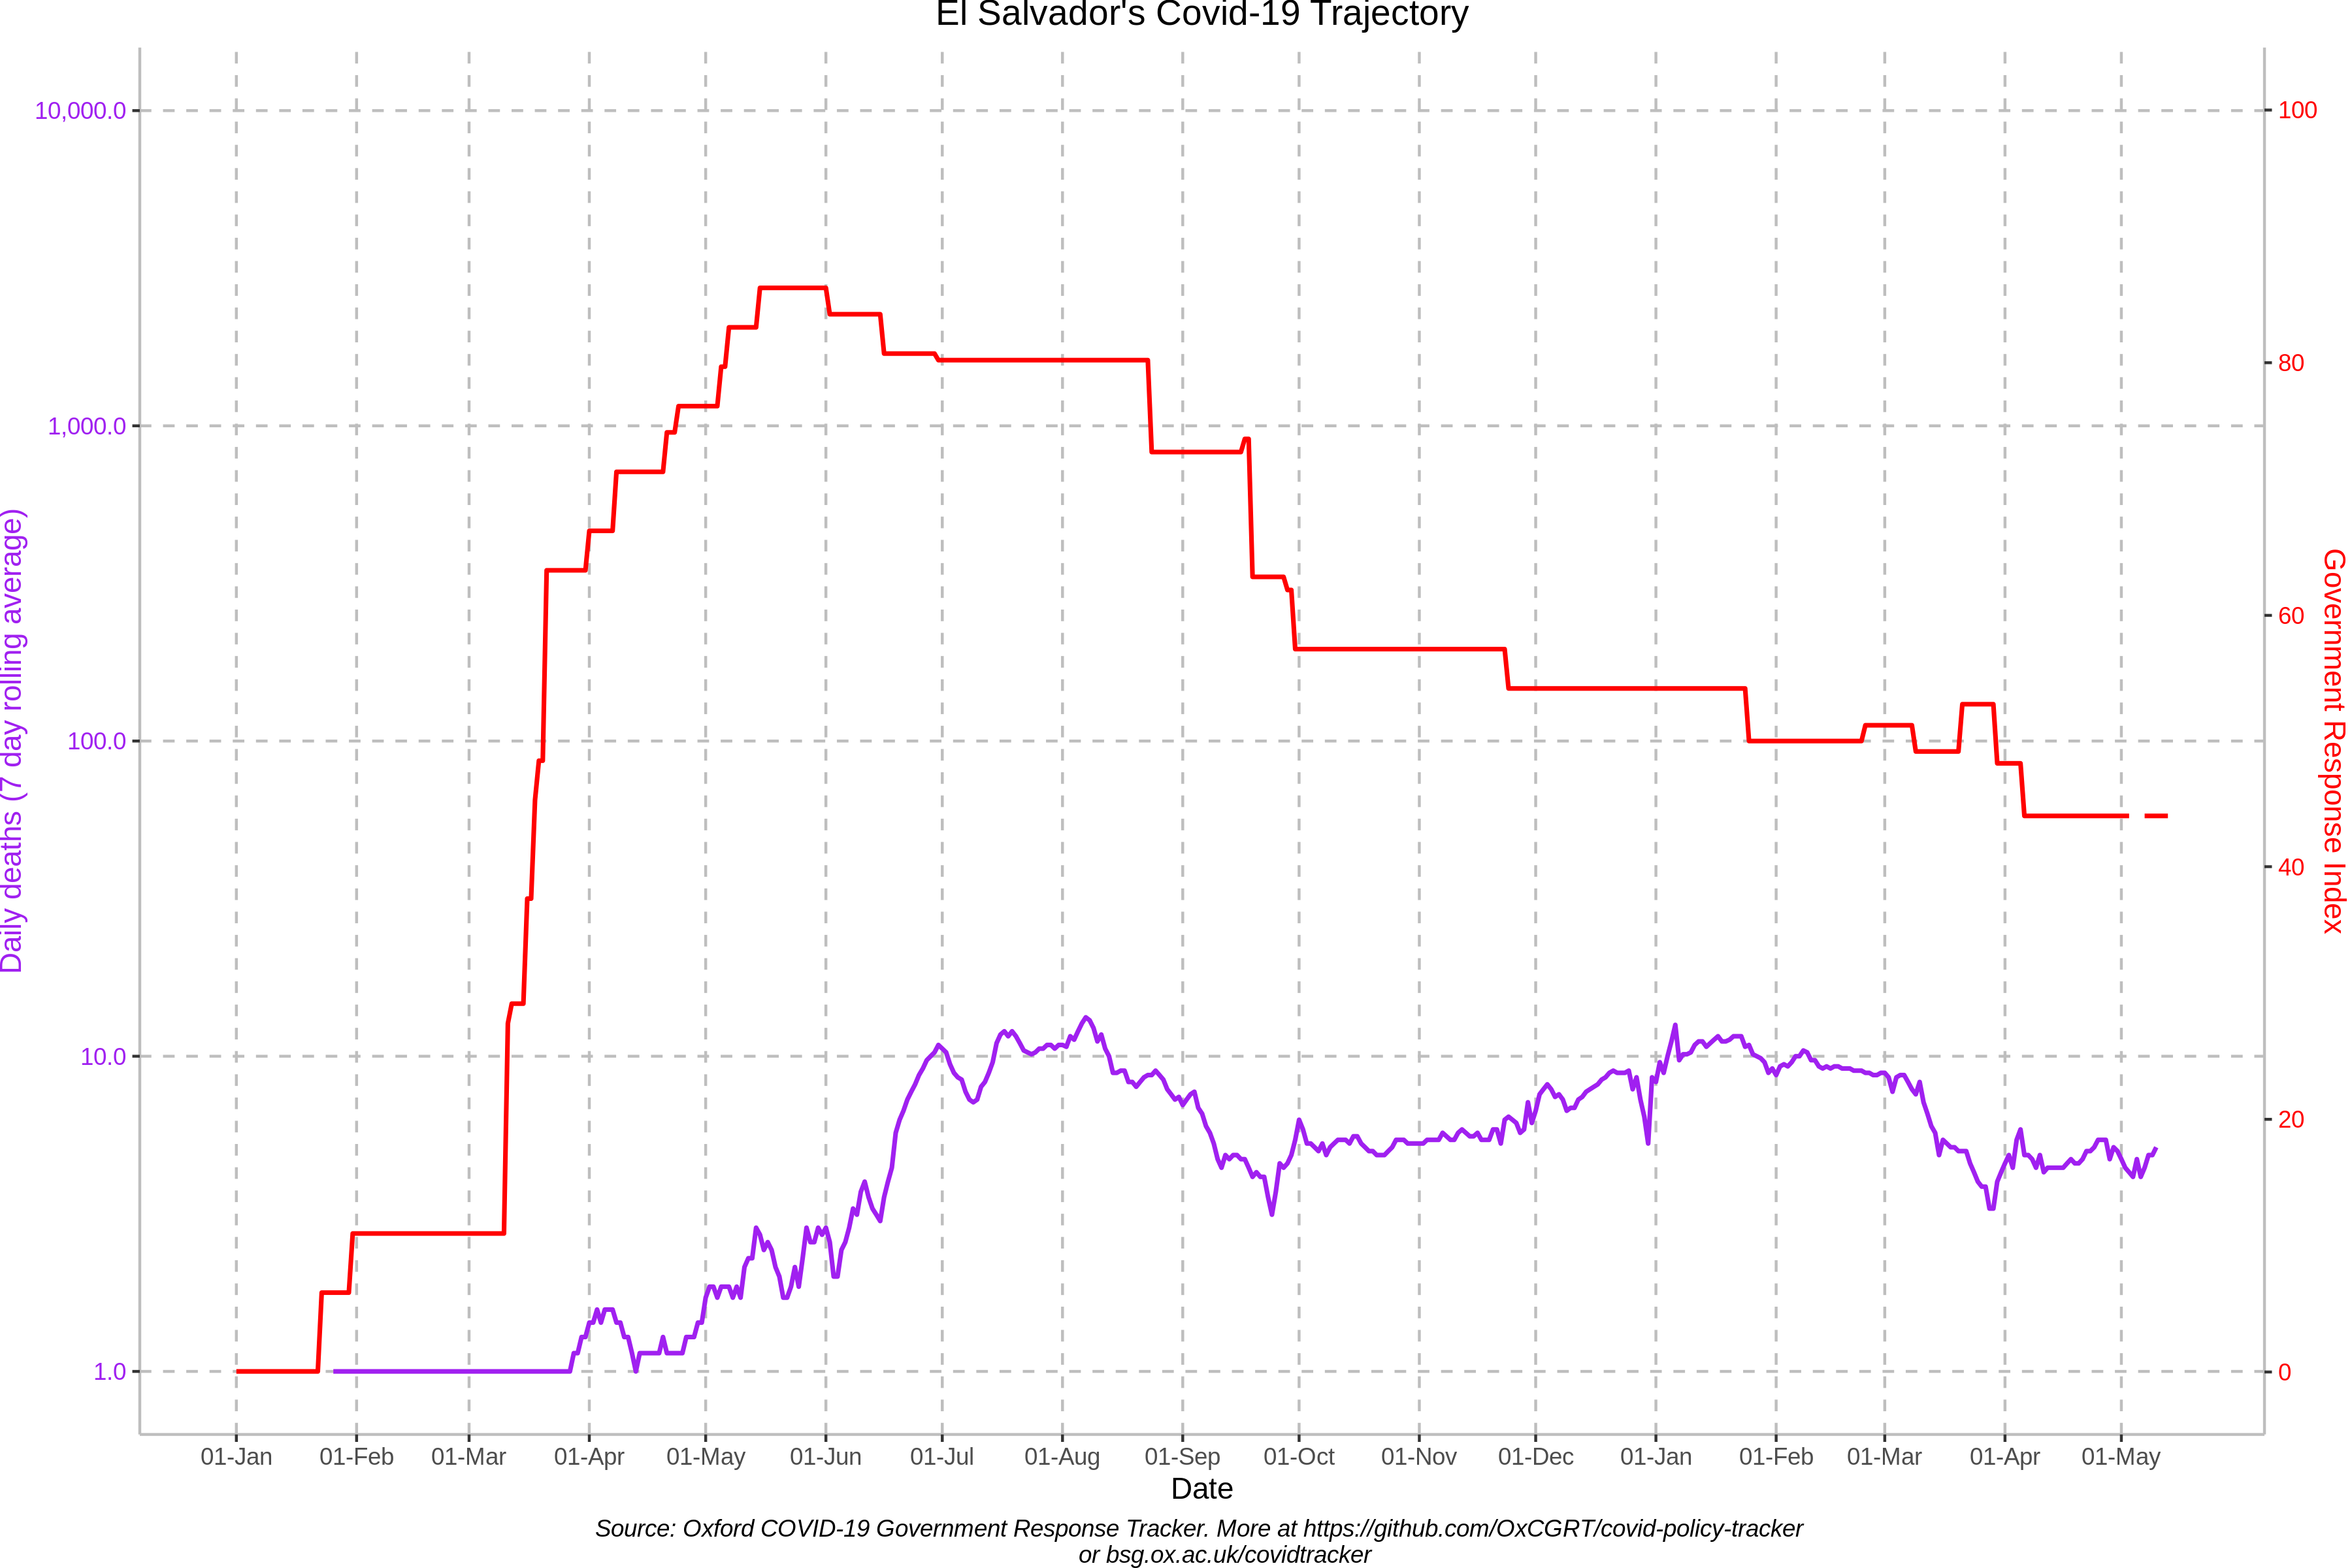 El Salvador's Covid-19 Trajectory
10,000.0
1,000.0
100.0
10.0
1.0
Daily deaths (7 day rolling average)
100
80
60
40
20
0
Government Response Index
01-Jan 01-Feb 01-Mar 01-Apr 01-May 01-Jun 01-Jul 01-Aug 01-Sep 01-Oct 01-Nov 01-Dec 01-Jan 01-Feb 01-Mar 01-Apr 01-May
Date
Source: Oxford COVID-19 Government Response Tracker. More at https://github.com/OxCGRT/covid-policy-tracker
or bsg.ox.ac.uk/covidtracker